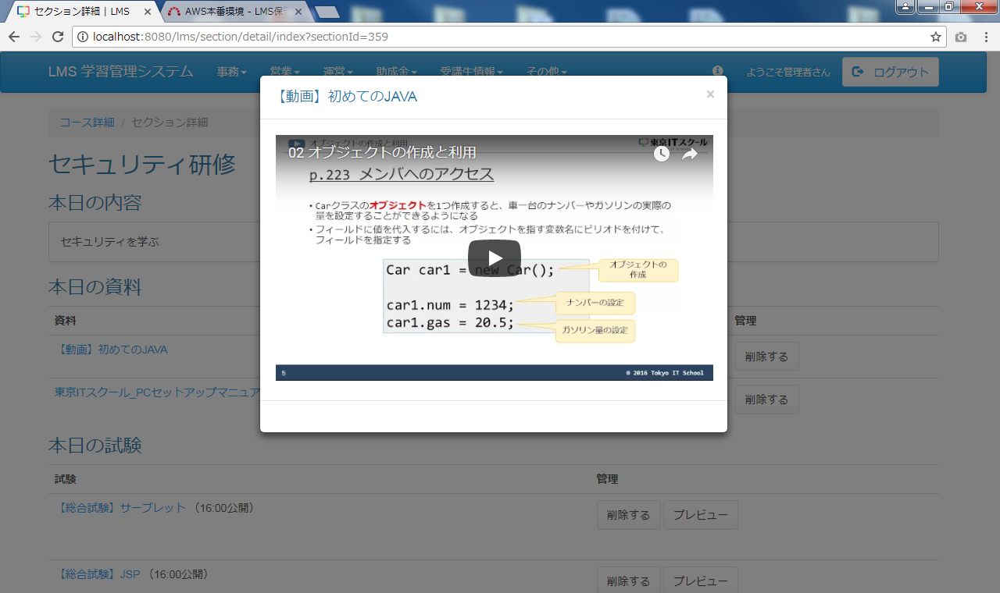 セクション詳細 | LMS
AWS本番環境 - LMS保
localhost:8080/lms/section/detail/index?sectionId=359
LMS 学習管理システム 事務 営業 運営 助成金 受講生情報 その他 ようこそ管理者さん ログアウト
【動画】初めてのJAVA ×
コース詳細 / セクション詳細
オブジェクトの作成と利用 東京ITスクール
02 オブジェクトの作成と利用
p.223 メンバへのアクセス
• Carクラスのオブジェクトを1つ作成すると、車一台のナンバーやガソリンの実際の
量を設定することができるようになる
• フィールドに値を代入するには、オブジェクトを指す変数名にピリオドを付けて、
フィールドを指定する
Car car1 = new Car();
オブジェクトの
作成
car1.num = 1234;
ナンバーの設定
car1.gas = 20.5;
ガソリン量の設定
5 © 2016 Tokyo IT School
セキュリティ研修
本日の内容
セキュリティを学ぶ
本日の資料
資料 管理
【動画】初めてのJAVA 削除する
東京ITスクール_PCセットアップマニュア 削除する
本日の試験
試験 管理
【総合試験】サーブレット （16:00公開） 削除する プレビュー
【総合試験】JSP （16:00公開） 削除する プレビュー